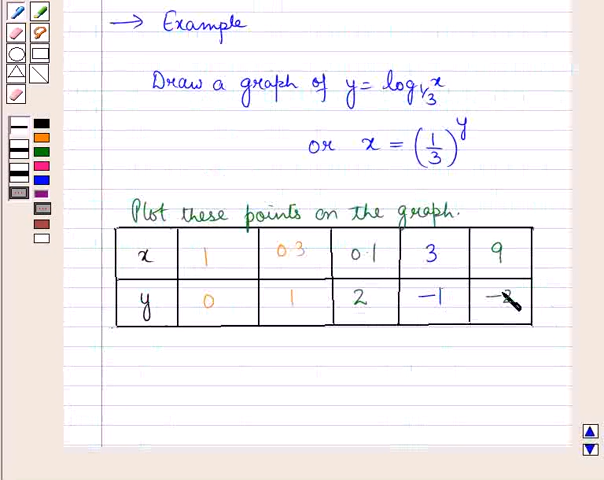 → Example
Draw a graph of y = log₁/₃ x
or x = (1/3)^y
Plot these points on the graph.
x 1 0.3 0.1 3 9
y 0 1 2 -1 -2